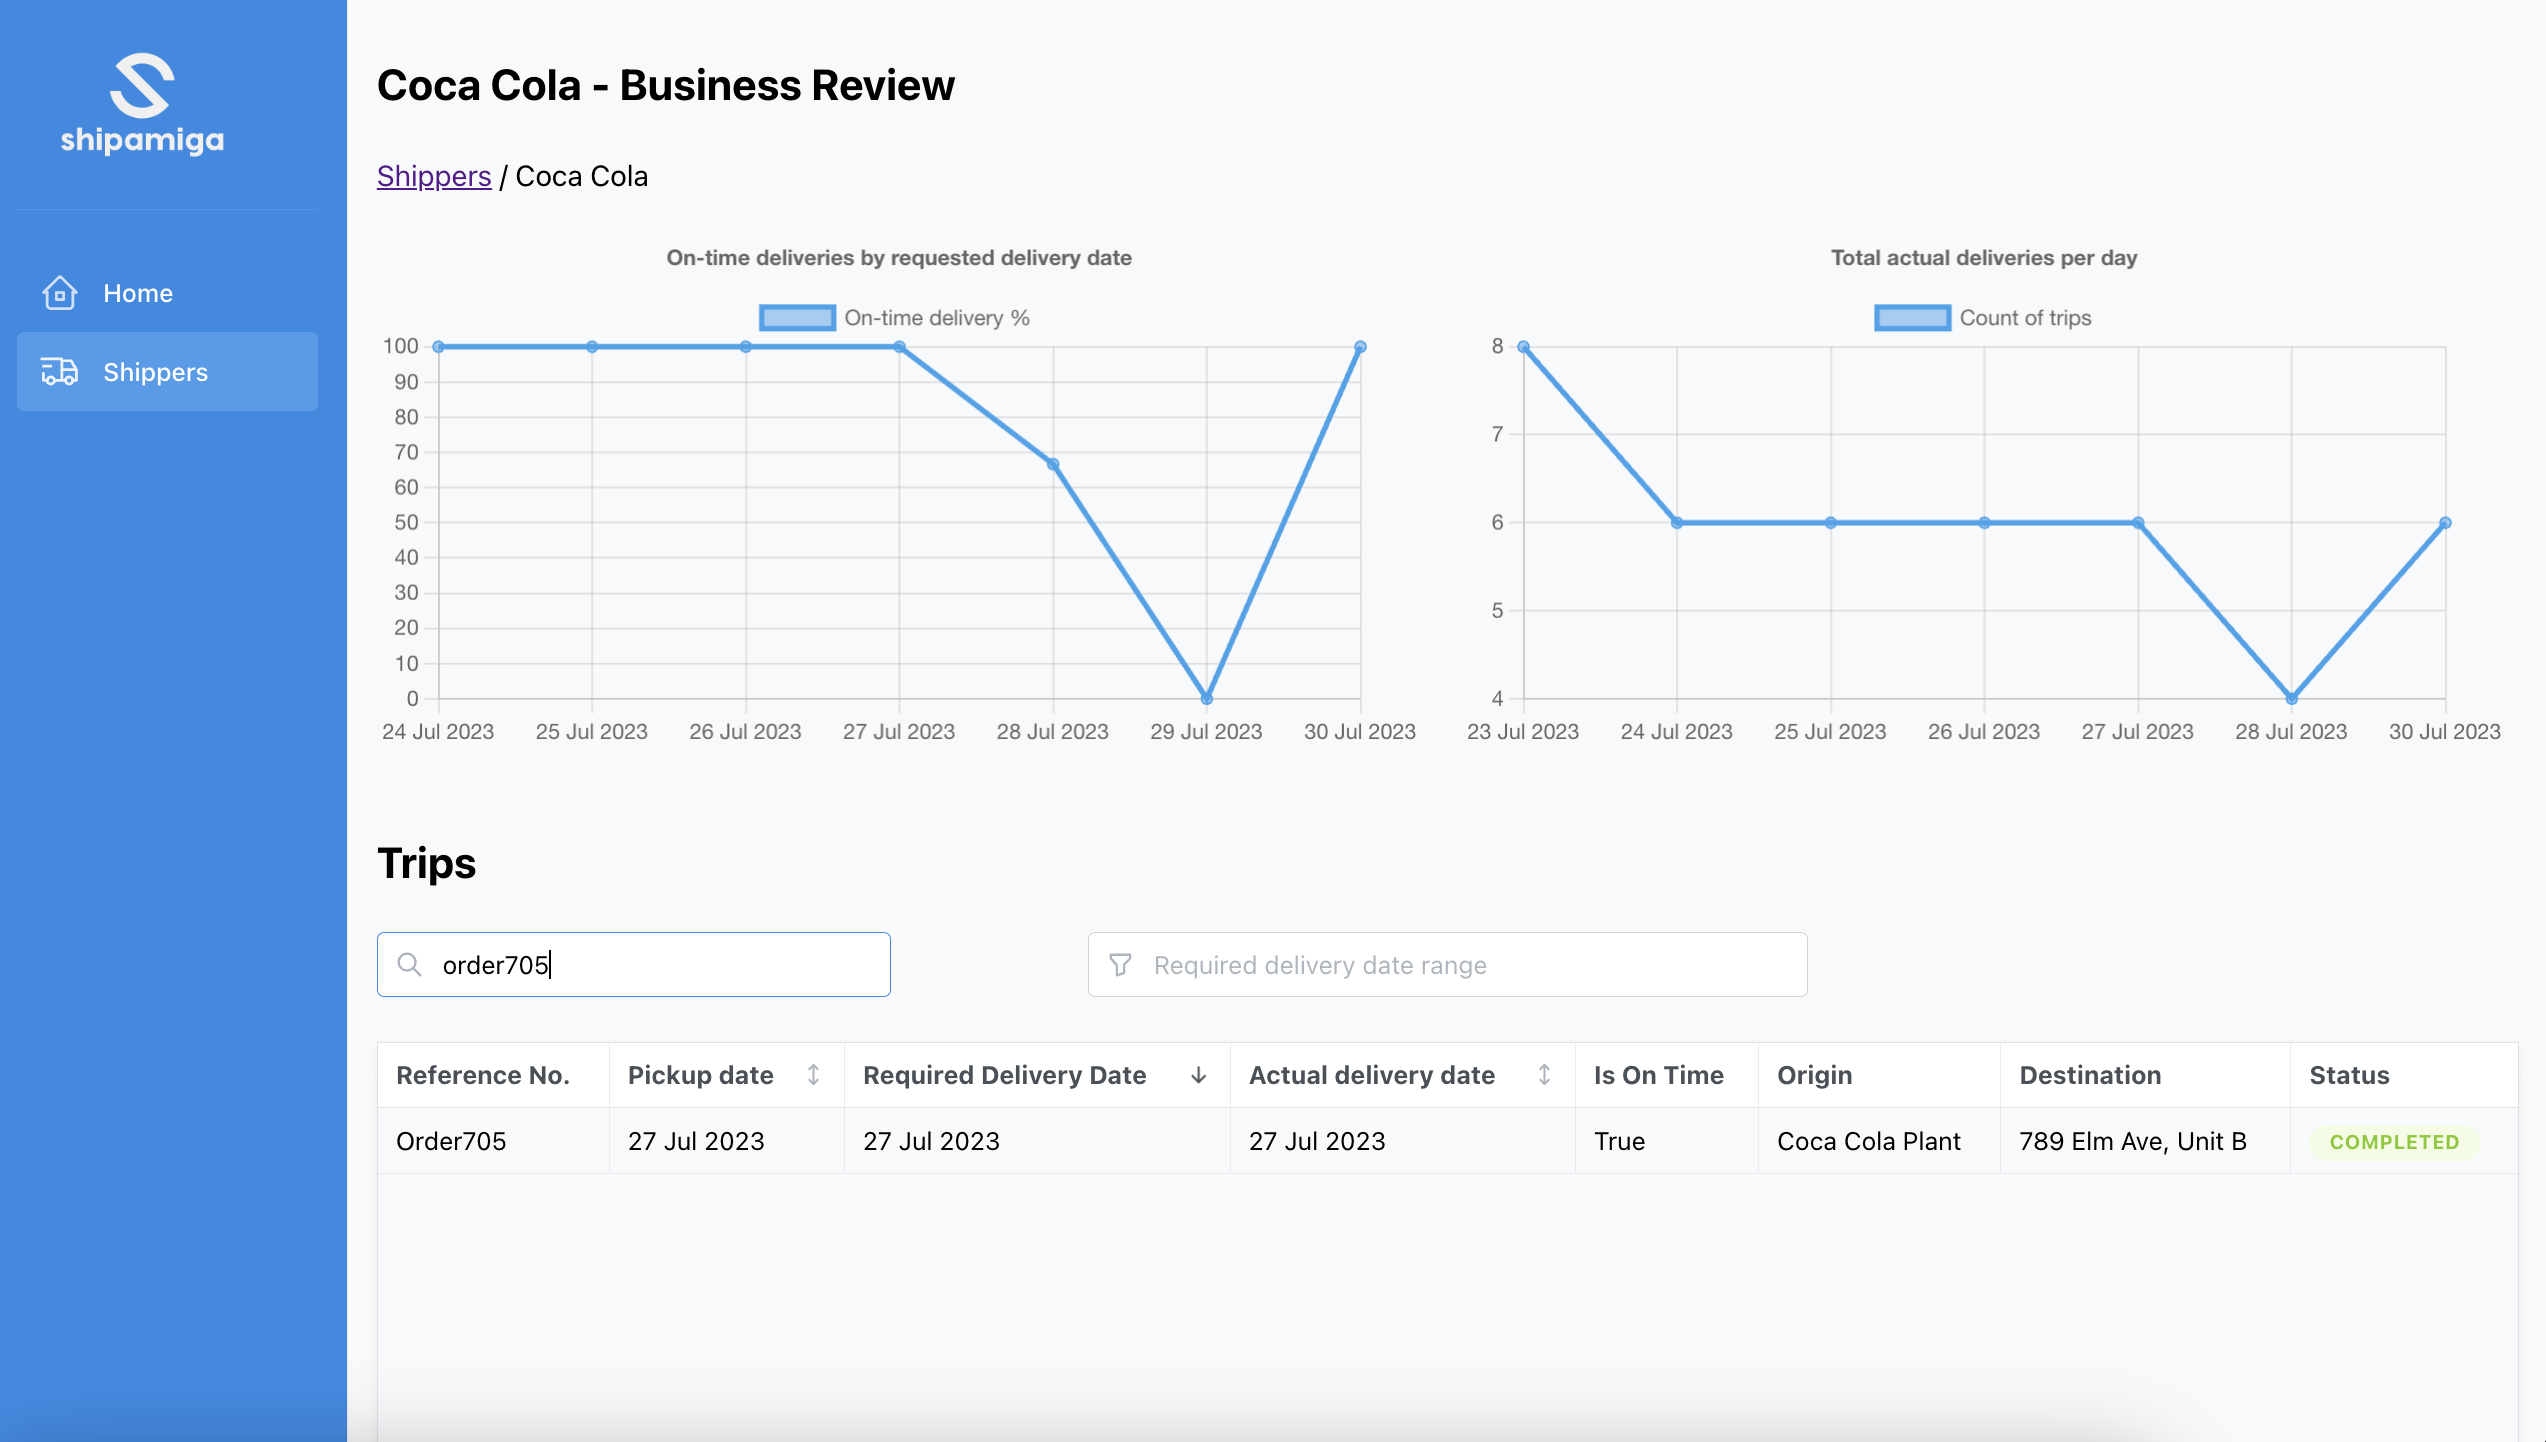 shipamiga
Home
Shippers
Coca Cola - Business Review
Shippers / Coca Cola
On-time deliveries by requested delivery date
On-time delivery %
100
90
80
70
60
50
40
30
20
10
0
24 Jul 2023 25 Jul 2023 26 Jul 2023 27 Jul 2023 28 Jul 2023 29 Jul 2023 30 Jul 2023
Total actual deliveries per day
Count of trips
8
7
6
5
4
23 Jul 2023 24 Jul 2023 25 Jul 2023 26 Jul 2023 27 Jul 2023 28 Jul 2023 30 Jul 2023
Trips
order705
Required delivery date range
Reference No. Pickup date Required Delivery Date Actual delivery date Is On Time Origin Destination Status
Order705 27 Jul 2023 27 Jul 2023 27 Jul 2023 True Coca Cola Plant 789 Elm Ave, Unit B COMPLETED